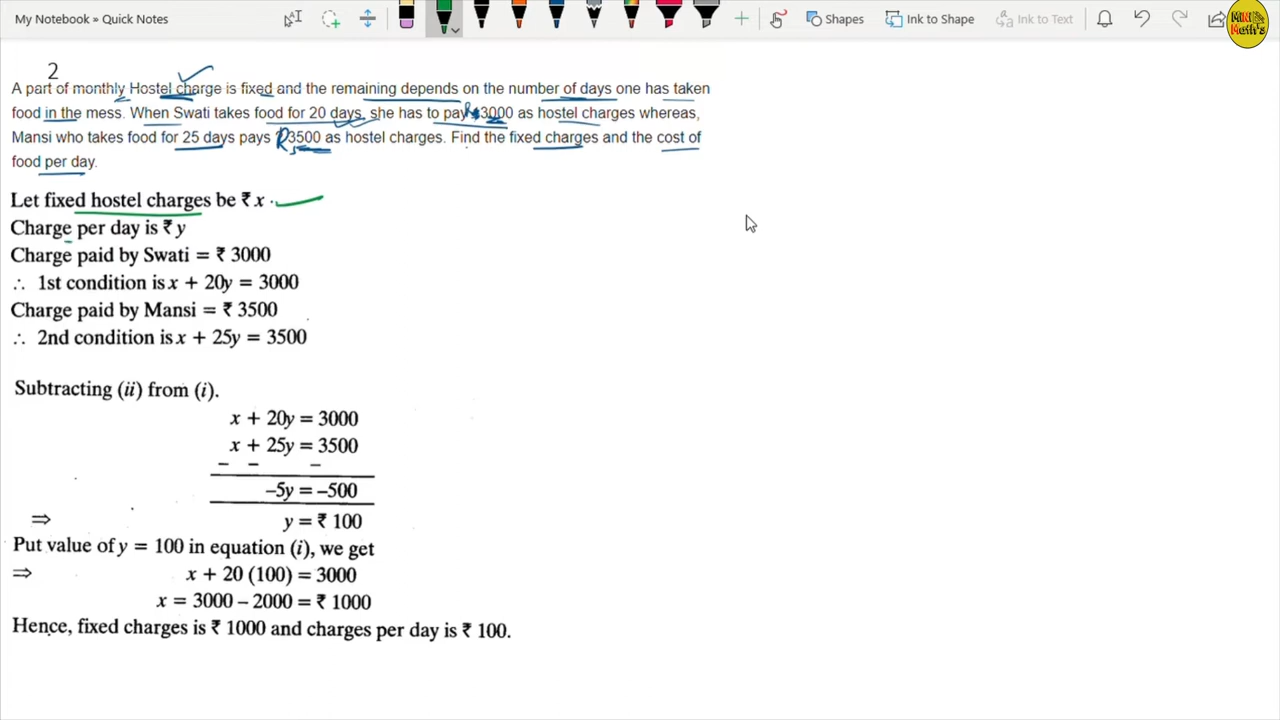 My Notebook » Quick Notes
Shapes
Ink to Shape
Ink to Text
MINI Math's
2
A part of monthly Hostel charge is fixed and the remaining depends on the number of days one has taken
food in the mess. When Swati takes food for 20 days, she has to pay Rs 3000 as hostel charges whereas,
Mansi who takes food for 25 days pays Rs 3500 as hostel charges. Find the fixed charges and the cost of
food per day.
Let fixed hostel charges be ₹ x ·
Charge per day is ₹ y
Charge paid by Swati = ₹ 3000
∴ 1st condition is x + 20y = 3000
Charge paid by Mansi = ₹ 3500
∴ 2nd condition is x + 25y = 3500
Subtracting (ii) from (i).
x + 20y = 3000
x + 25y = 3500
– – –
–5y = –500
⇒ y = ₹ 100
Put value of y = 100 in equation (i), we get
⇒ x + 20 (100) = 3000
x = 3000 – 2000 = ₹ 1000
Hence, fixed charges is ₹ 1000 and charges per day is ₹ 100.